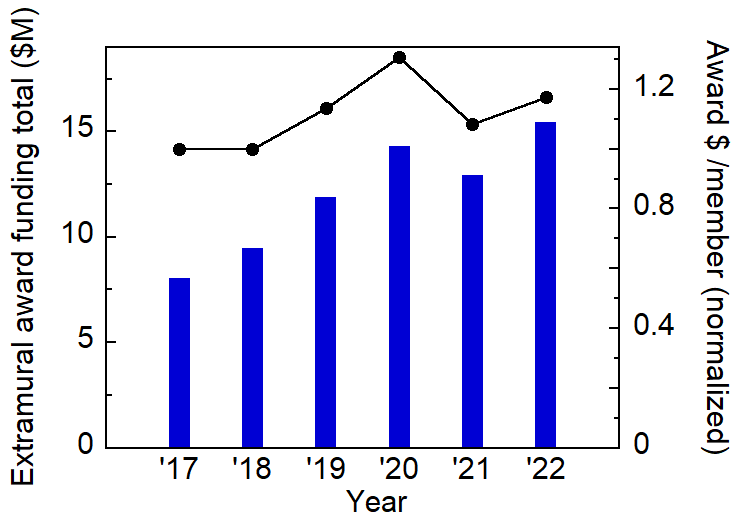 Extramural award funding total ($M)
15
10
5
0
1.2
0.8
0.4
0
Award $ /member (normalized)
'17 '18 '19 '20 '21 '22
Year